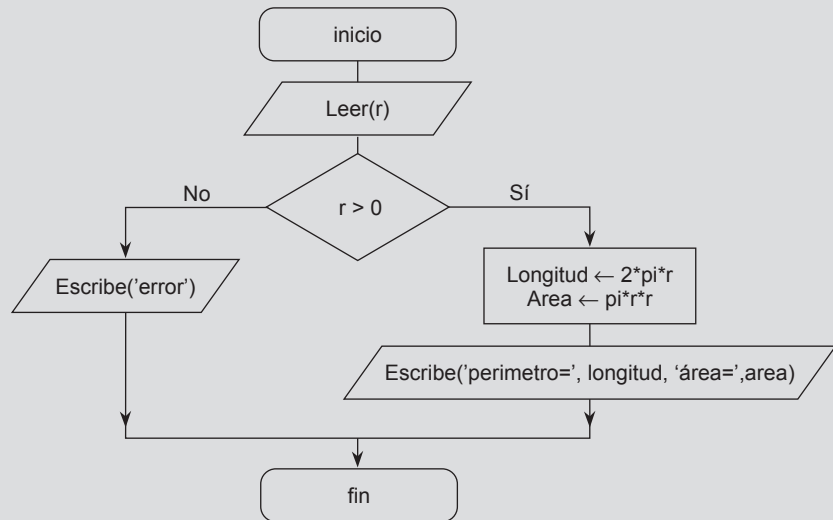 inicio
Leer(r)
No
r > 0
Sí
Escribe(’error’)
Longitud ← 2*pi*r
Area ← pi*r*r
Escribe(’perimetro=’, longitud, ‘área=’,area)
fin